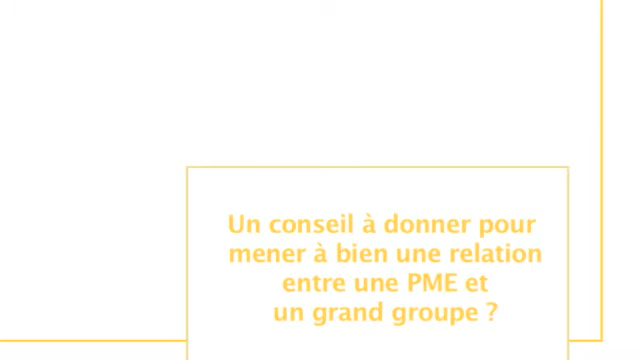 Un conseil à donner pour
mener à bien une relation
entre une PME et
un grand groupe ?